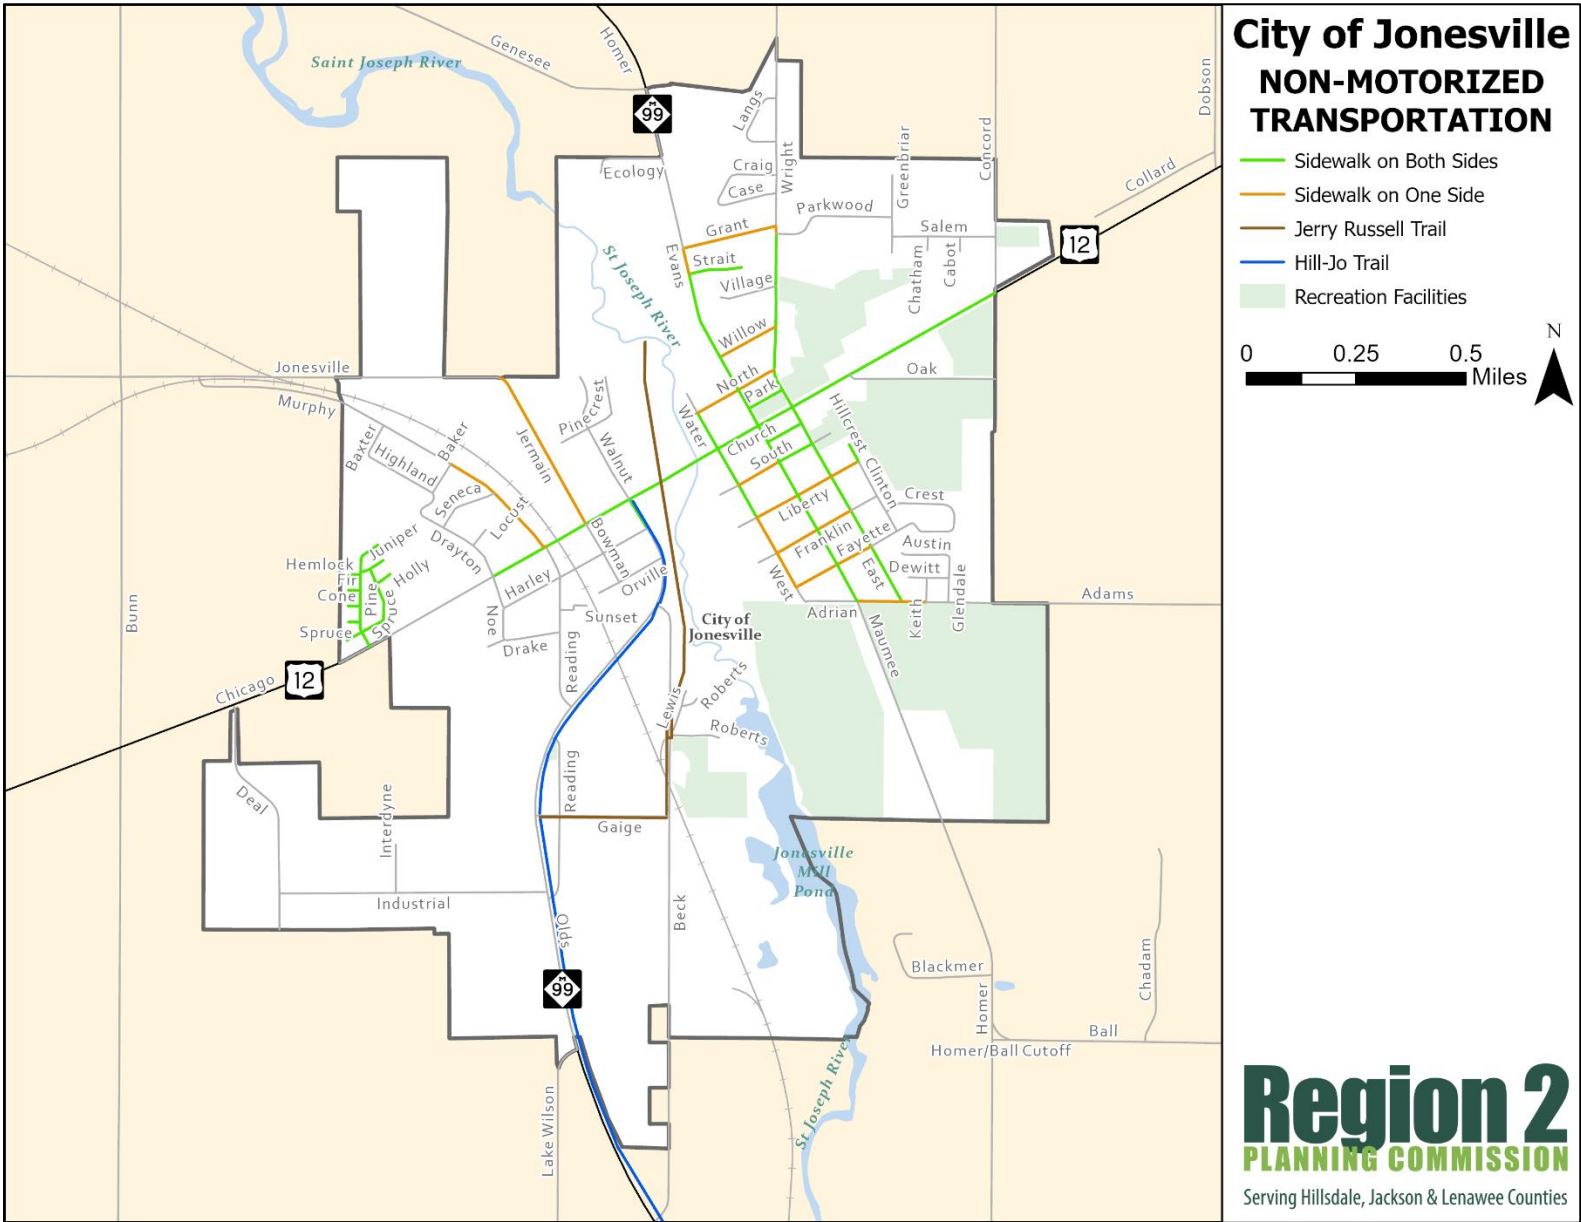 City of Jonesville
NON-MOTORIZED
TRANSPORTATION
Sidewalk on Both Sides
Sidewalk on One Side
Jerry Russell Trail
Hill-Jo Trail
Recreation Facilities
0 0.25 0.5
Miles
N
Saint Joseph River
Genesee
Homer
M
99
Langs
Dobson
Concord
Collard
Greenbriar
Wright
Ecology
Craig
Case
Parkwood
Salem
12
Grant
Evans
Strait
Village
Chatham
Cabot
St Joseph River
Willow
Jonesville
Murphy
North
Park
Oak
Pinecrest
Water
Walnut
Hillcrest
Clinton
Church
South
Baxter
Highland
Baker
Jermain
Seneca
Locust
Liberty
Crest
Drayton
Bowman
Franklin
Fayette
Austin
Juniper
Hemlock
Fir
Cone
Holly
Pine
Spruce
Spruce
Harley
Orville
West
East
Dewitt
Glendale
Keith
Adams
Bunn
Noe
Sunset
City of
Jonesville
Adrian
Maumee
Drake
Reading
Chicago
12
Lewis
Roberts
Roberts
Deal
Interdyne
Reading
Gaige
Jonesville
Mill
Pond
Industrial
Olds
Beck
M
99
Blackmer
Homer
Chadam
Ball
Homer/Ball Cutoff
Lake Wilson
St Joseph River
Region 2
PLANNING COMMISSION
Serving Hillsdale, Jackson & Lenawee Counties